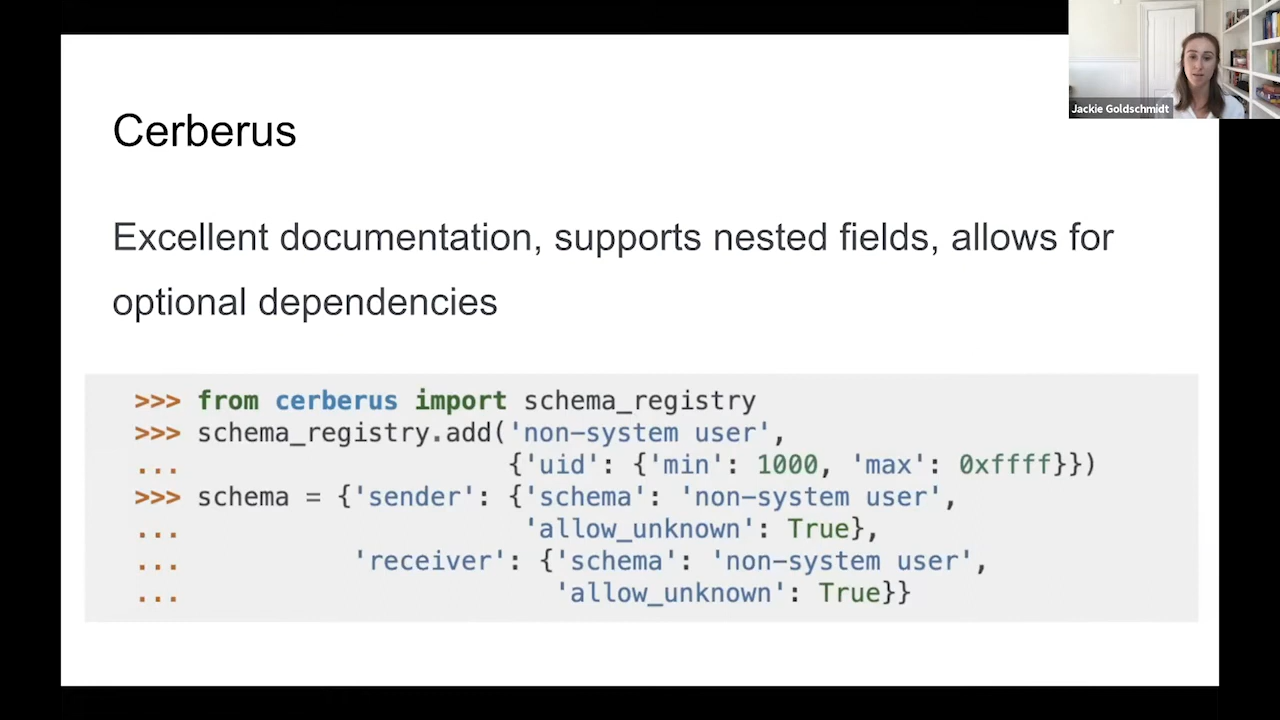 Jackie Goldschmidt
Cerberus
Excellent documentation, supports nested fields, allows for
optional dependencies
>>> from cerberus import schema_registry
>>> schema_registry.add('non-system user',
...                     {'uid': {'min': 1000, 'max': 0xffff}})
>>> schema = {'sender': {'schema': 'non-system user',
...                      'allow_unknown': True},
...           'receiver': {'schema': 'non-system user',
...                        'allow_unknown': True}}